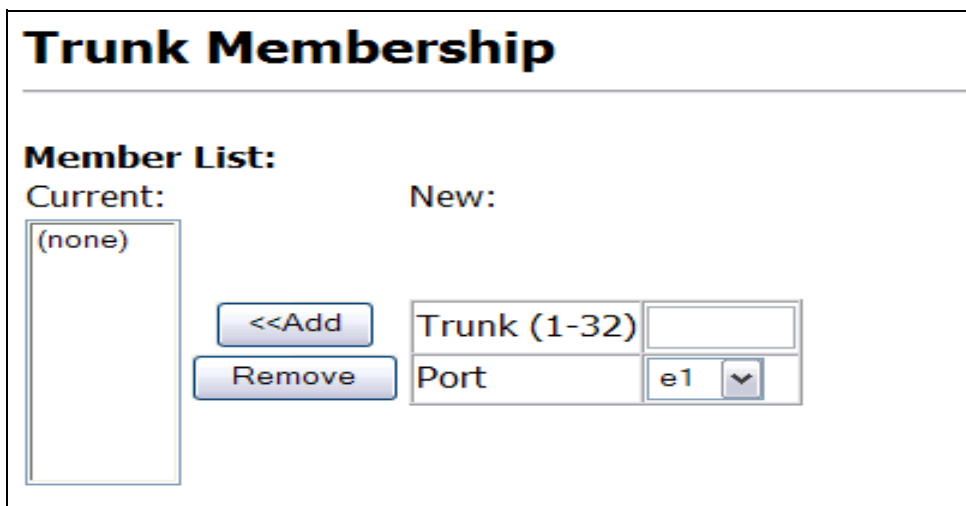 Trunk Membership
Member List:
Current:
New:
(none)
<<Add
Trunk (1-32)
Remove
Port
e1